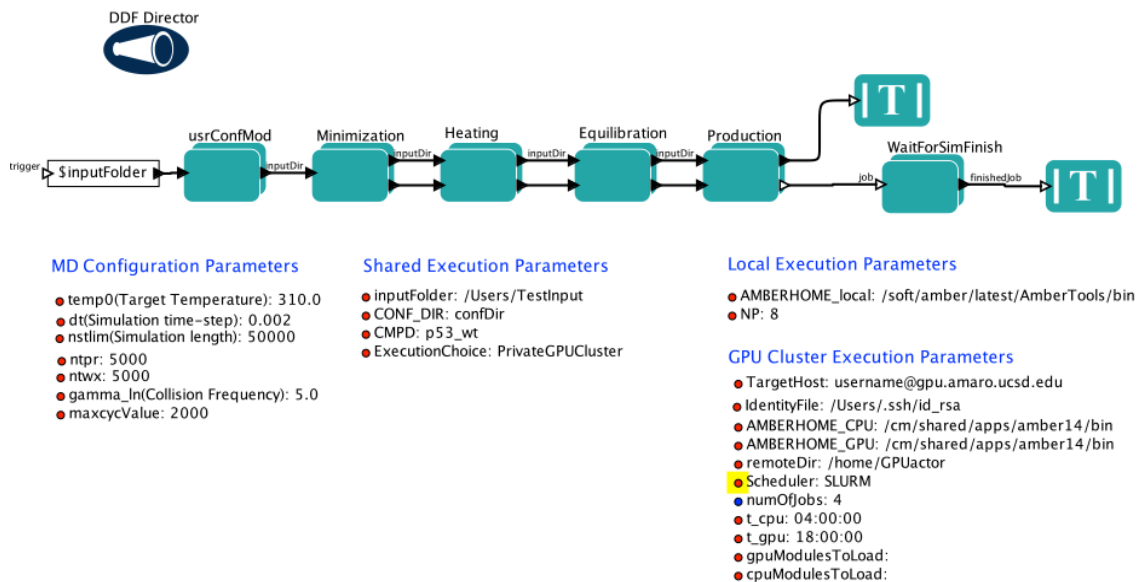 DDF Director
usrConfMod
Minimization
Heating
Equilibration
Production
WaitForSimFinish
trigger
$inputFolder
inputDir
inputDir
inputDir
inputDir
job
finishedJob
T
T
MD Configuration Parameters
temp0(Target Temperature): 310.0
dt(Simulation time-step): 0.002
nstlim(Simulation length): 50000
ntpr: 5000
ntwx: 5000
gamma_ln(Collision Frequency): 5.0
maxcycValue: 2000
Shared Execution Parameters
inputFolder: /Users/TestInput
CONF_DIR: confDir
CMPD: p53_wt
ExecutionChoice: PrivateGPUCluster
Local Execution Parameters
AMBERHOME_local: /soft/amber/latest/AmberTools/bin
NP: 8
GPU Cluster Execution Parameters
TargetHost: username@gpu.amaro.ucsd.edu
IdentityFile: /Users/.ssh/id_rsa
AMBERHOME_CPU: /cm/shared/apps/amber14/bin
AMBERHOME_GPU: /cm/shared/apps/amber14/bin
remoteDir: /home/GPUactor
Scheduler: SLURM
numOfJobs: 4
t_cpu: 04:00:00
t_gpu: 18:00:00
gpuModulesToLoad:
cpuModulesToLoad: